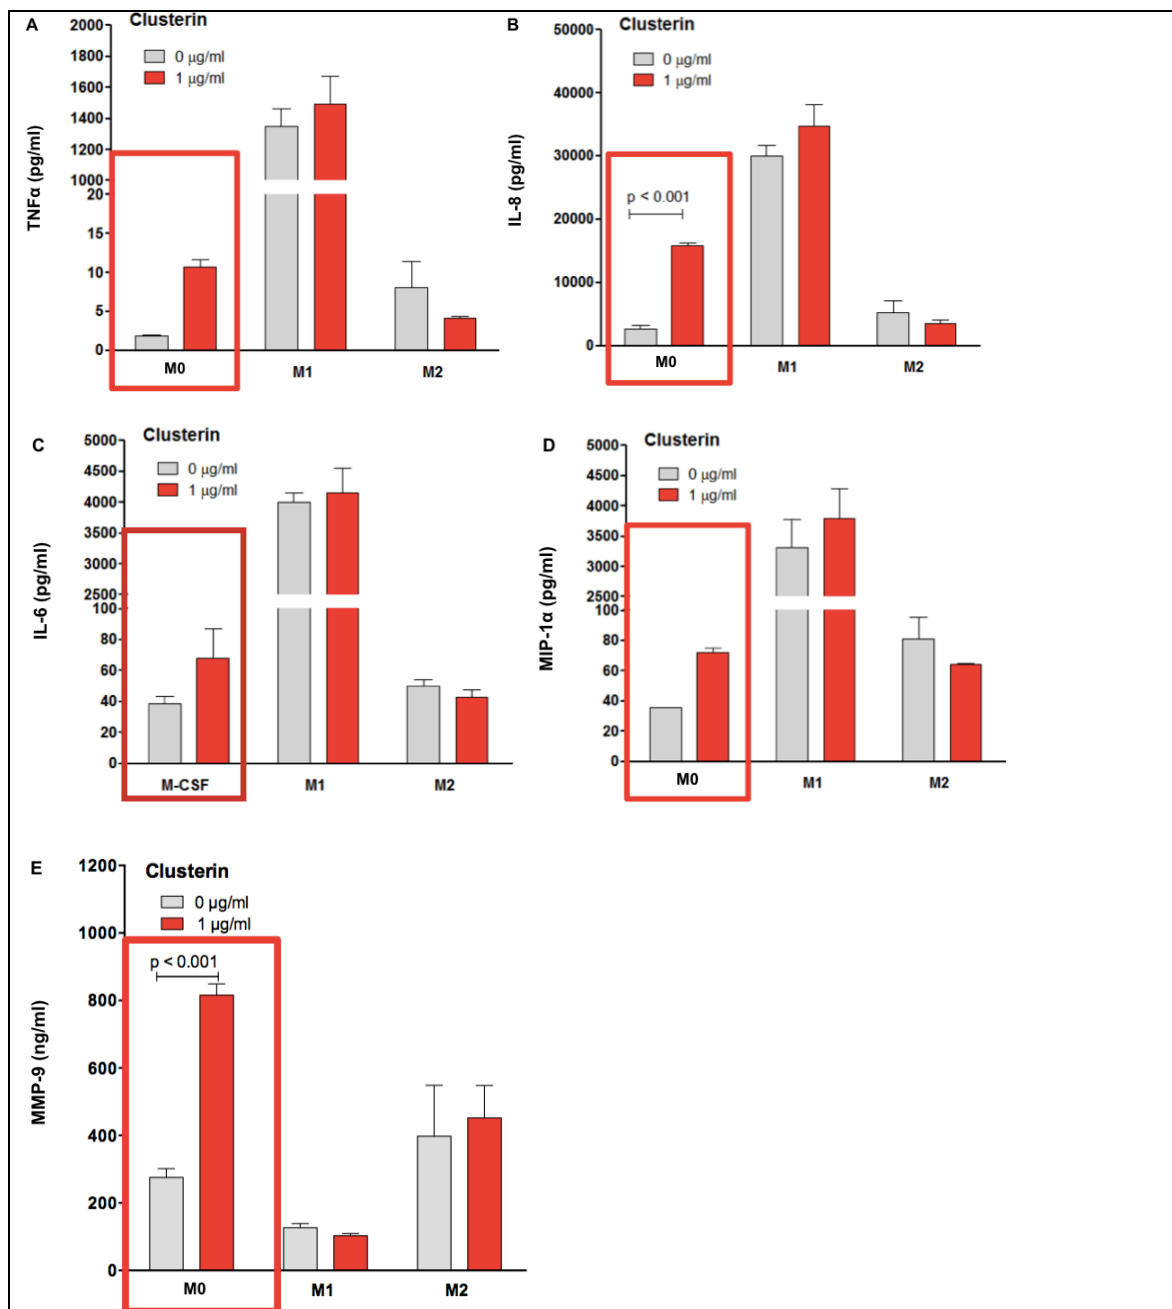 A
Clusterin
0 µg/ml
1 µg/ml
TNFα (pg/ml)
2000
1800
1600
1400
1200
1000
20
15
10
5
0
M0
M1
M2
B
Clusterin
0 µg/ml
1 µg/ml
IL-8 (pg/ml)
50000
40000
30000
20000
10000
0
p < 0.001
M0
M1
M2
C
Clusterin
0 µg/ml
1 µg/ml
IL-6 (pg/ml)
5000
4500
4000
3500
3000
2500
100
80
60
40
20
0
M-CSF
M1
M2
D
Clusterin
0 µg/ml
1 µg/ml
MIP-1α (pg/ml)
5000
4500
4000
3500
3000
2500
100
80
60
40
20
0
M0
M1
M2
E
Clusterin
0 µg/ml
1 µg/ml
MMP-9 (ng/ml)
1200
1000
800
600
400
200
0
p < 0.001
M0
M1
M2